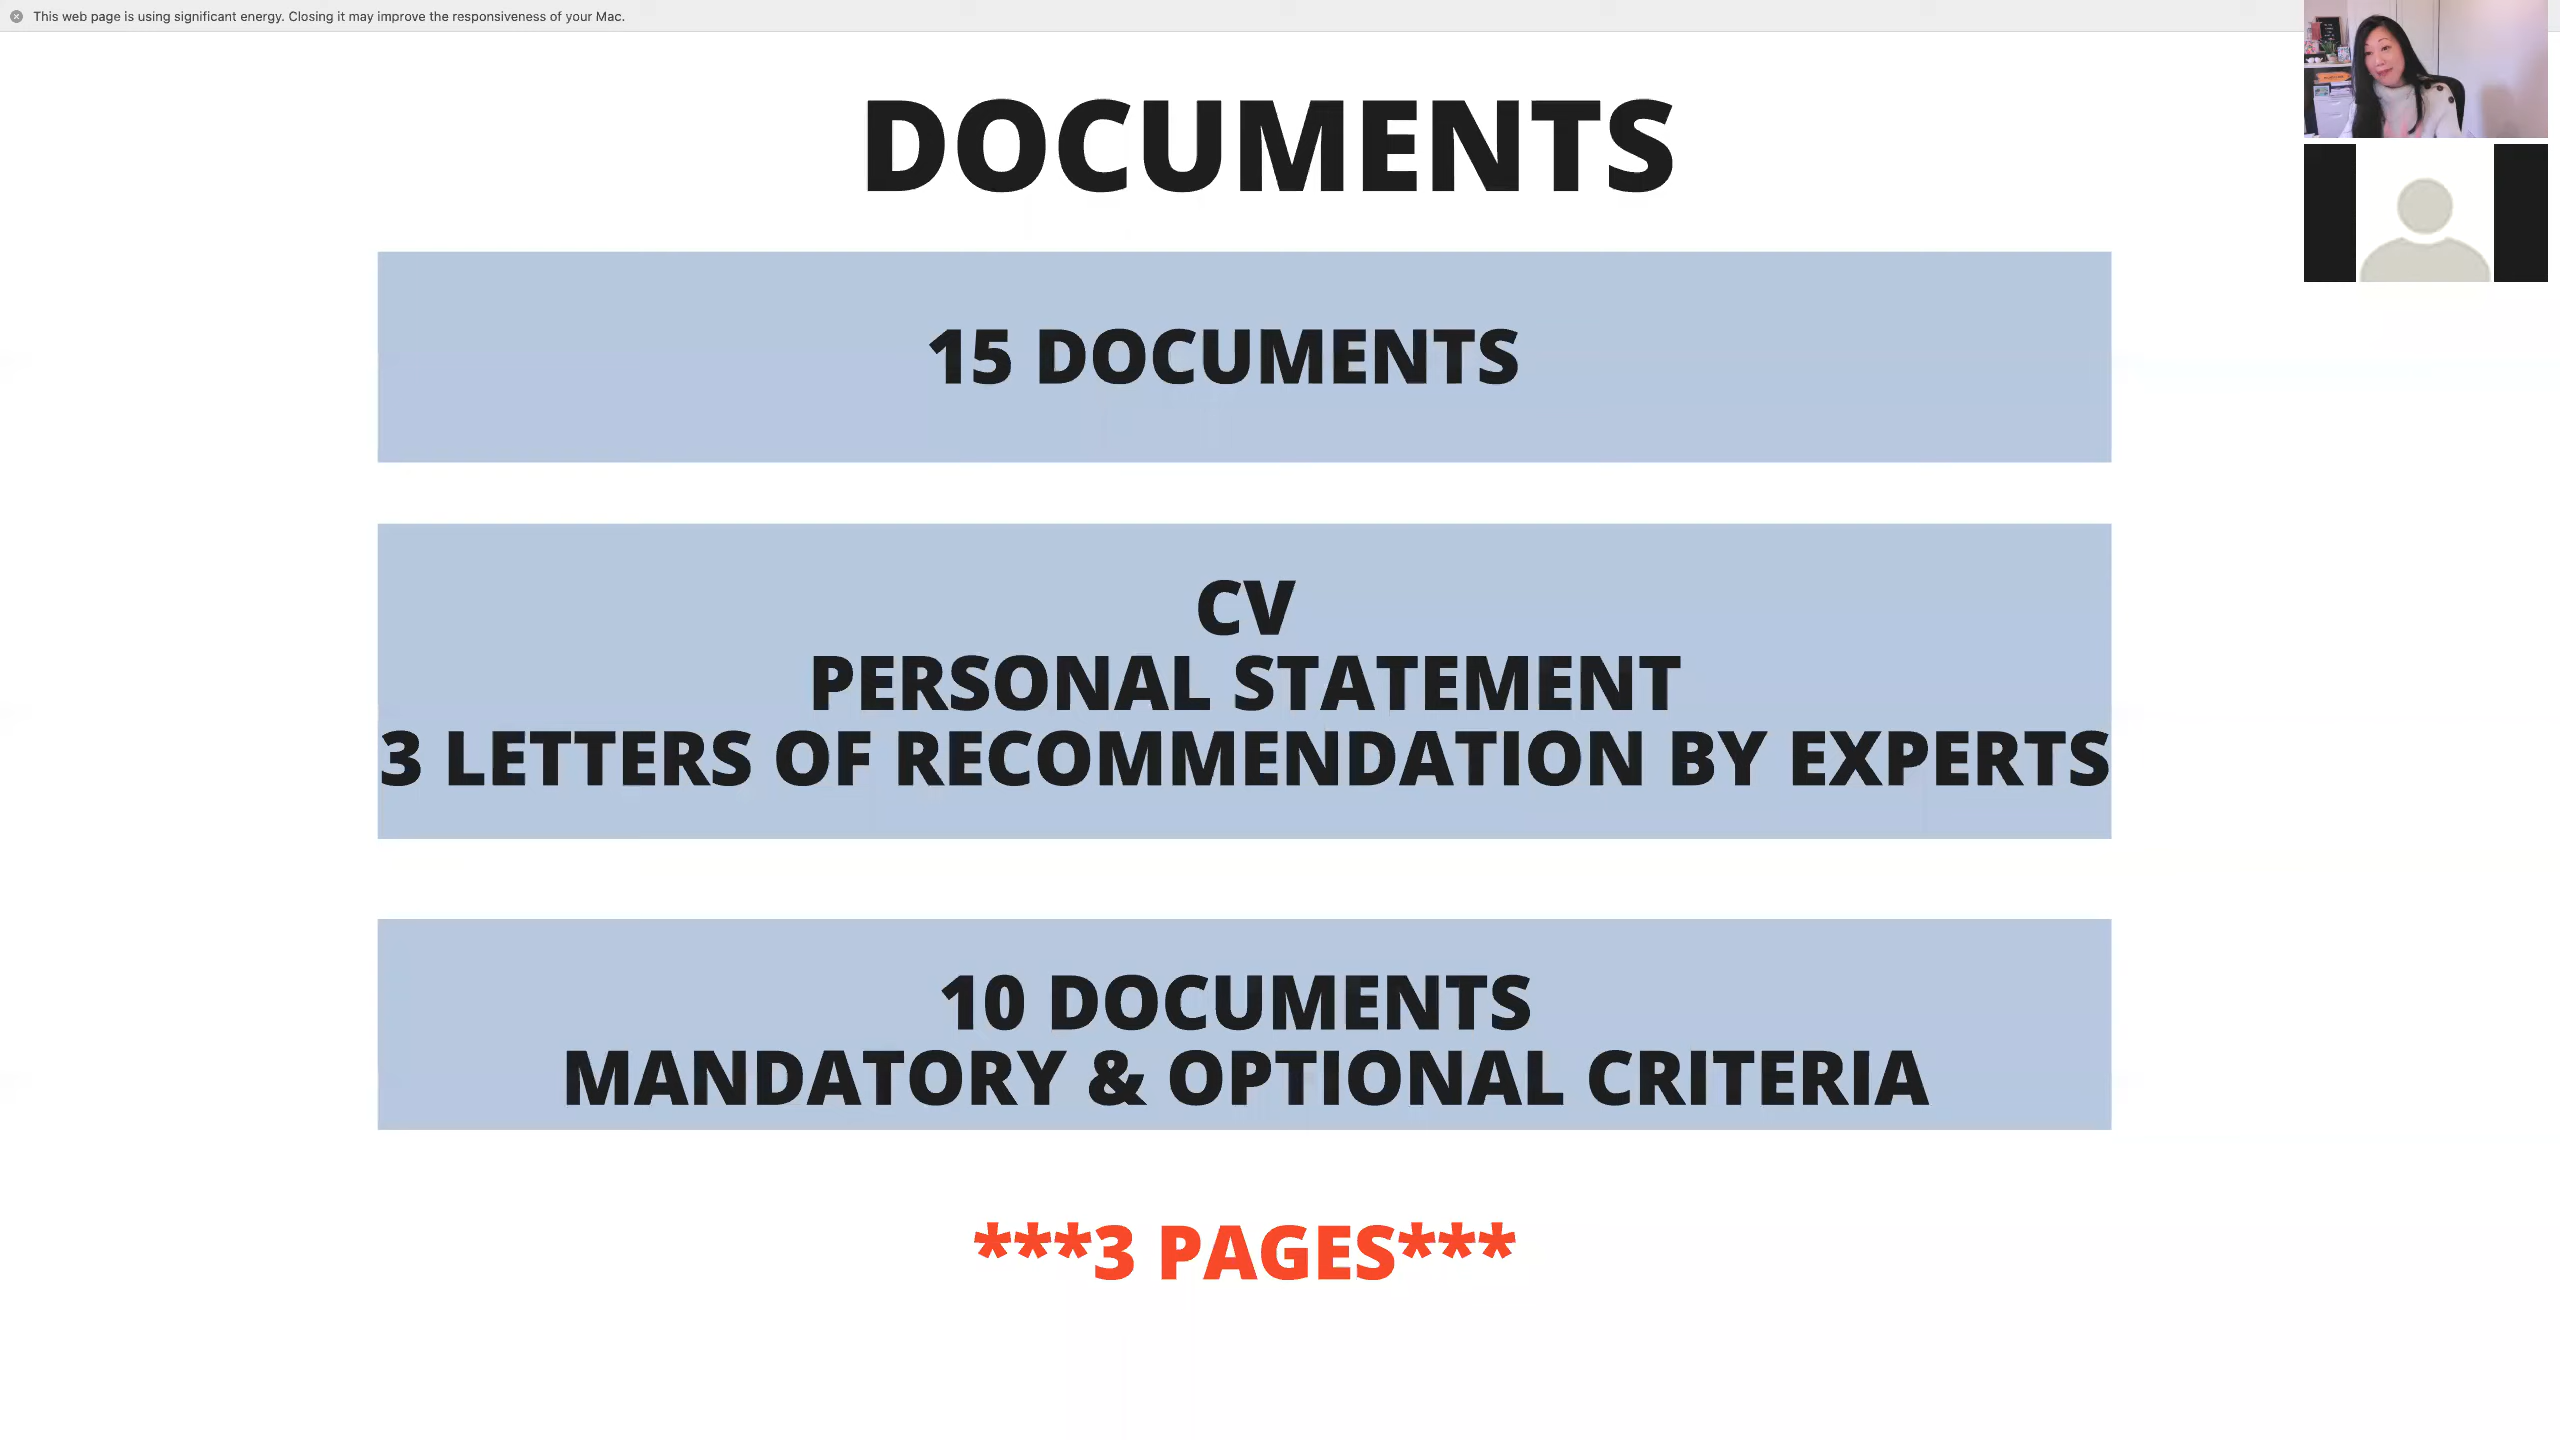 This web page is using significant energy. Closing it may improve the responsiveness of your Mac.
DOCUMENTS
15 DOCUMENTS
CV
PERSONAL STATEMENT
3 LETTERS OF RECOMMENDATION BY EXPERTS
10 DOCUMENTS
MANDATORY & OPTIONAL CRITERIA
***3 PAGES***